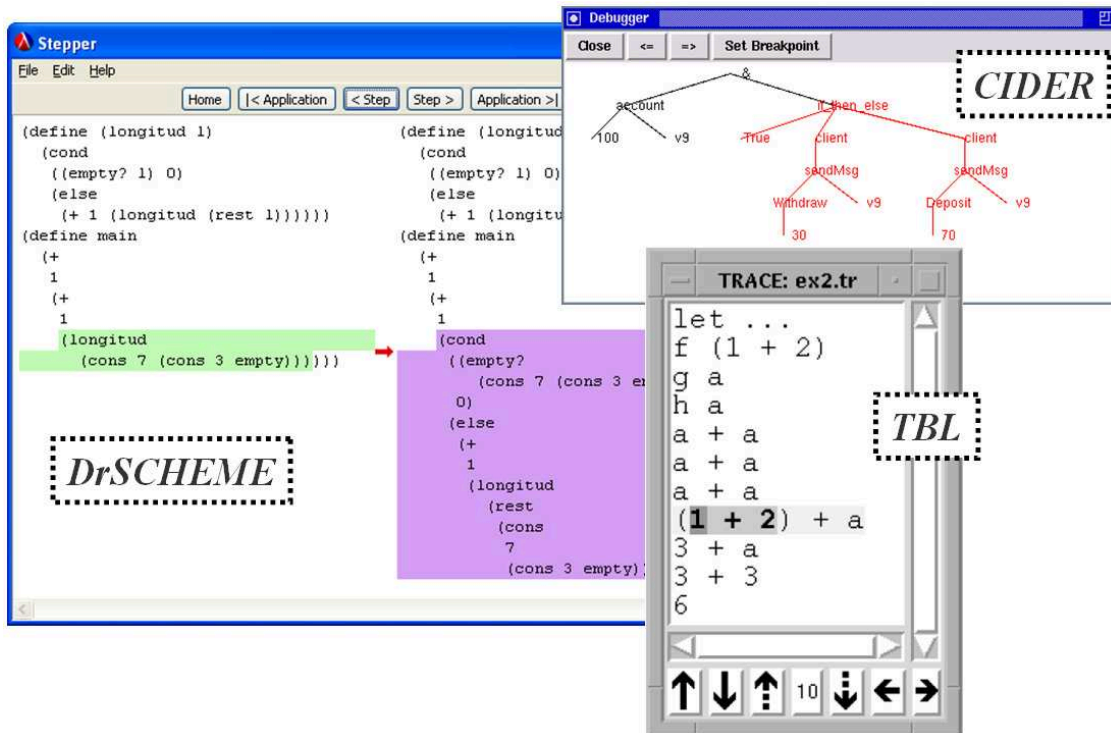 Stepper
File Edit Help
Home |< Application < Step Step > Application >|
(define (longitud l)
(cond
((empty? l) 0)
(else
(+ 1 (longitud (rest l))))))
(define main
(+
1
(+
1
(longitud
(cons 7 (cons 3 empty))))))
DrSCHEME
(define (longitud
(cond
((empty? l) 0)
(else
(+ 1 (longitu
(define main
(+
1
(+
1
(cond
((empty?
(cons 7 (cons 3 em
0)
(else
(+
1
(longitud
(rest
(cons
7
(cons 3 empty))
Debugger
Close <= => Set Breakpoint
CIDER
&
account if_then_else
100 v9 True client client
sendMsg sendMsg
Withdraw v9 Deposit v9
30 70
TRACE: ex2.tr
let ...
f (1 + 2)
g a
h a
a + a
a + a
a + a
(1 + 2) + a
3 + a
3 + 3
6
10
TBL